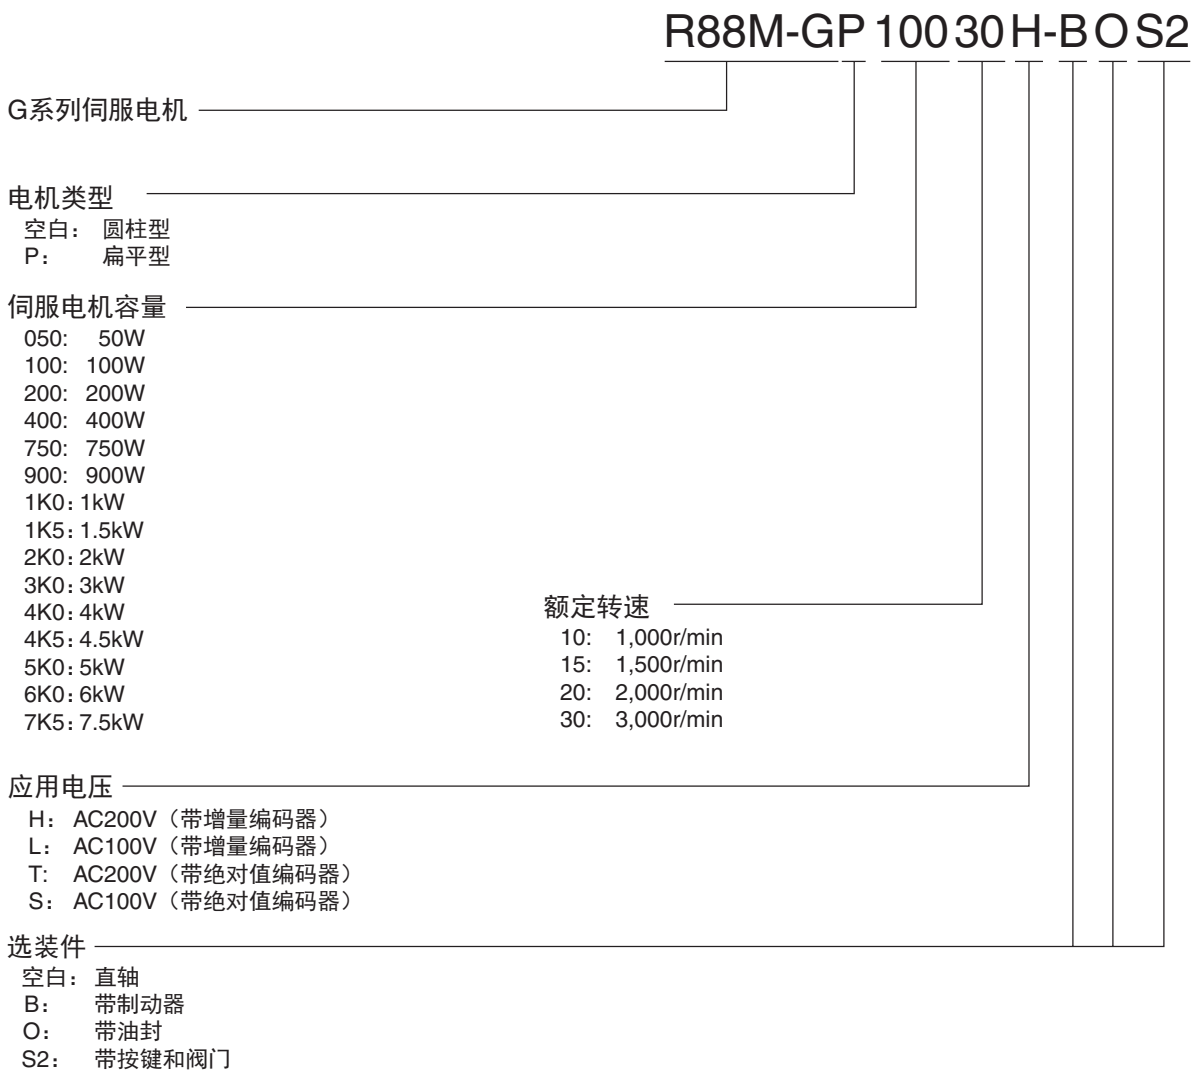 R88M-GP 100 30 H-B O S2
G系列伺服电机
电机类型
空白： 圆柱型
P： 扁平型
伺服电机容量
050: 50W
100: 100W
200: 200W
400: 400W
750: 750W
900: 900W
1K0：1kW
1K5：1.5kW
2K0：2kW
3K0：3kW
4K0：4kW
4K5：4.5kW
5K0：5kW
6K0：6kW
7K5：7.5kW
额定转速
10: 1,000r/min
15: 1,500r/min
20: 2,000r/min
30: 3,000r/min
应用电压
H： AC200V（带增量编码器）
L： AC100V（带增量编码器）
T: AC200V（带绝对值编码器）
S： AC100V（带绝对值编码器）
选装件
空白：直轴
B： 带制动器
O： 带油封
S2： 带按键和阀门